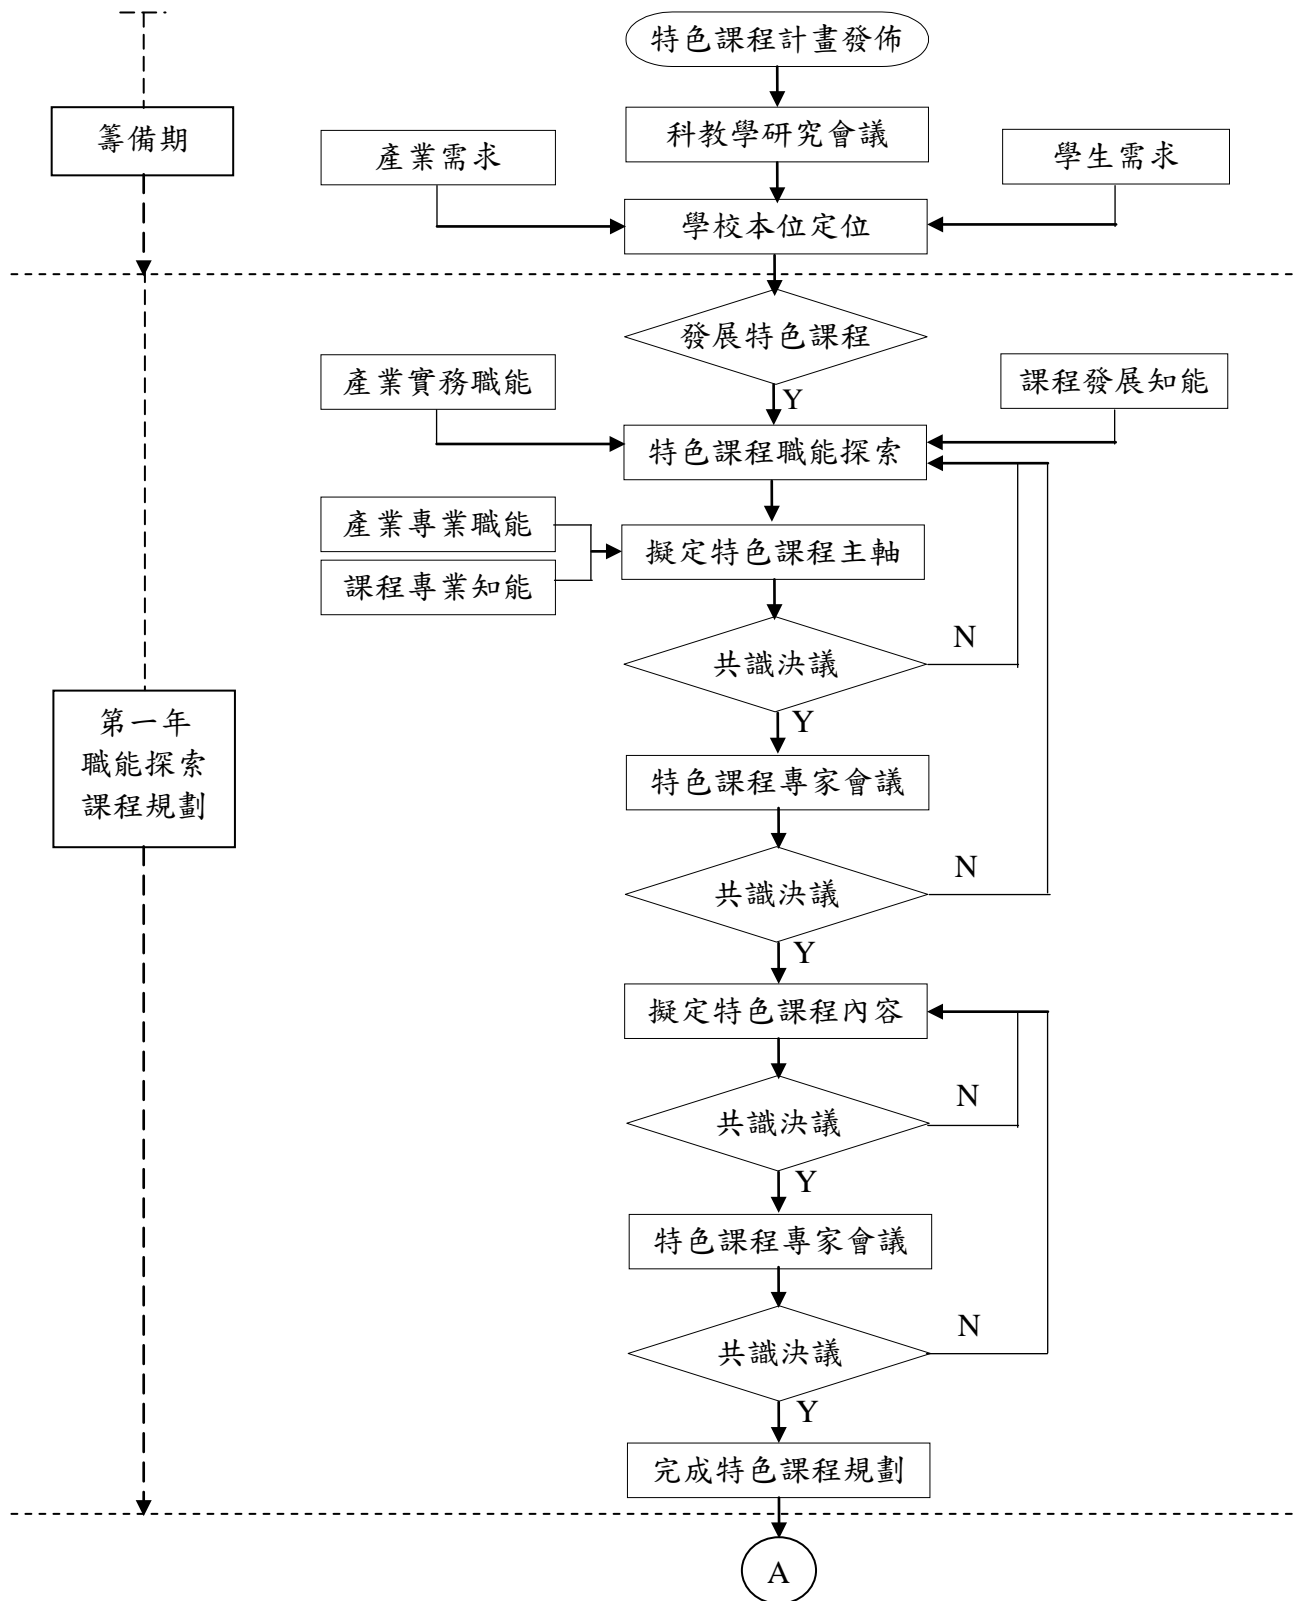 特色課程計畫發佈
籌備期
科教學研究會議
產業需求
學生需求
學校本位定位
發展特色課程
產業實務職能
Y
課程發展知能
特色課程職能探索
產業專業職能
擬定特色課程主軸
課程專業知能
N
共識決議
Y
第一年
職能探索
課程規劃
特色課程專家會議
N
共識決議
Y
擬定特色課程內容
N
共識決議
Y
特色課程專家會議
N
共識決議
Y
完成特色課程規劃
A